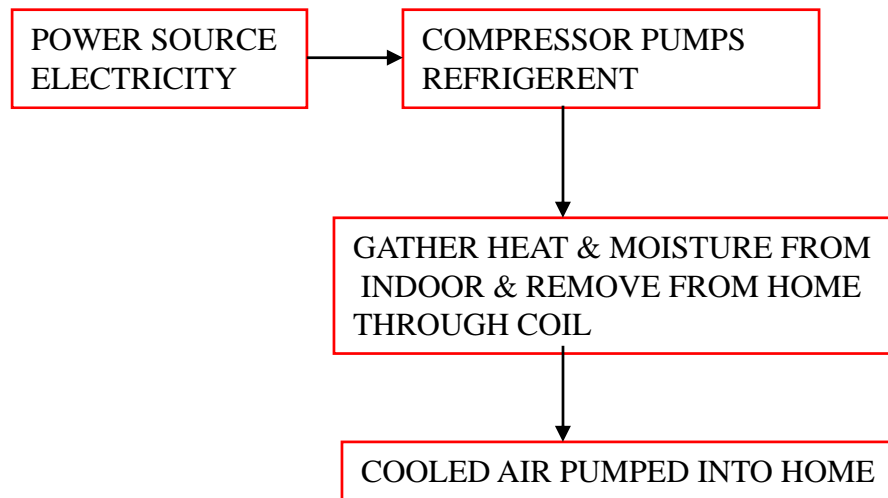 POWER SOURCE
ELECTRICITY
COMPRESSOR PUMPS
REFRIGERENT
GATHER HEAT & MOISTURE FROM
INDOOR & REMOVE FROM HOME
THROUGH COIL
COOLED AIR PUMPED INTO HOME